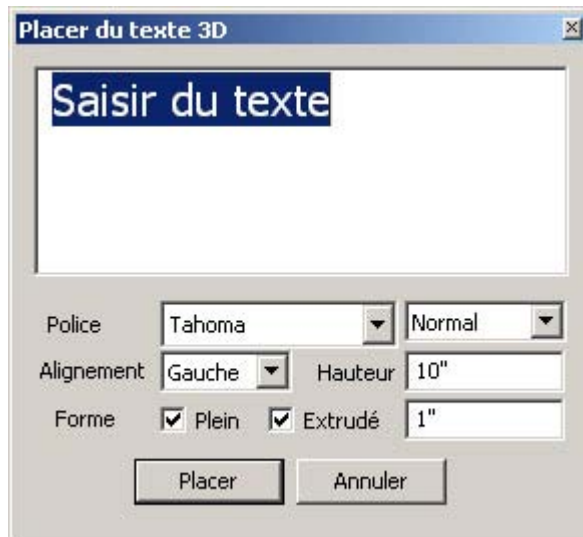 Placer du texte 3D
Saisir du texte
Police Tahoma Normal
Alignement Gauche Hauteur 10"
Forme Plein Extrudé 1"
Placer Annuler